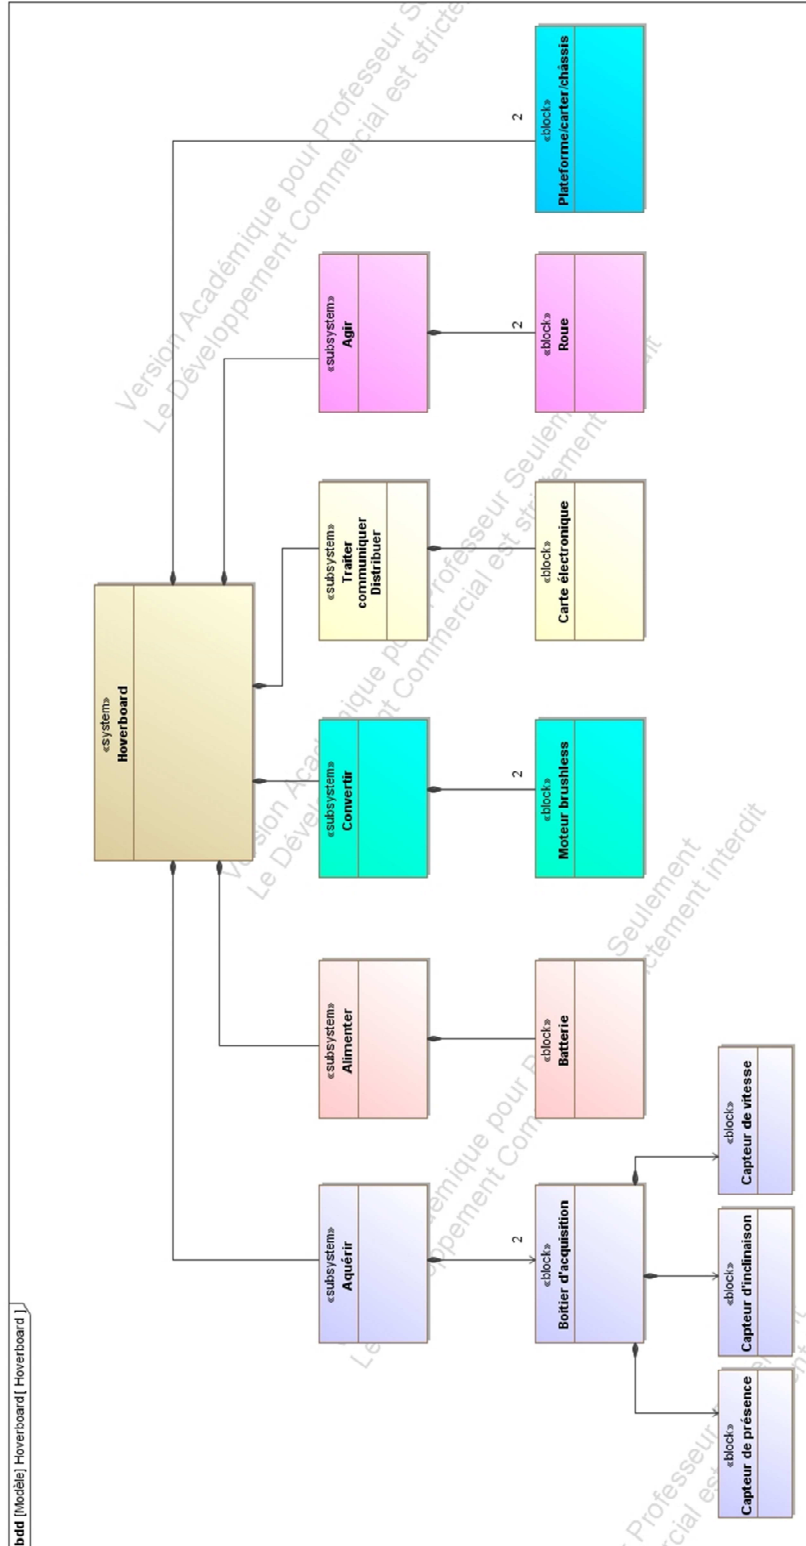 bdd [Modèle] Hoverboard [ Hoverboard ]
«system»
Hoverboard
«subsystem»
Aquérir
«subsystem»
Alimenter
«subsystem»
Convertir
«subsystem»
Traiter
communiquer
Distribuer
«subsystem»
Agir
2
«block»
Boitier d'acquisition
«block»
Batterie
2
«block»
Moteur brushless
«block»
Carte électronique
2
«block»
Roue
2
«block»
Plateforme/carter/châssis
«block»
Capteur de présence
«block»
Capteur d'inclinaison
«block»
Capteur de vitesse
Version Académique pour Professeur S
Le Développement Commercial est stricte